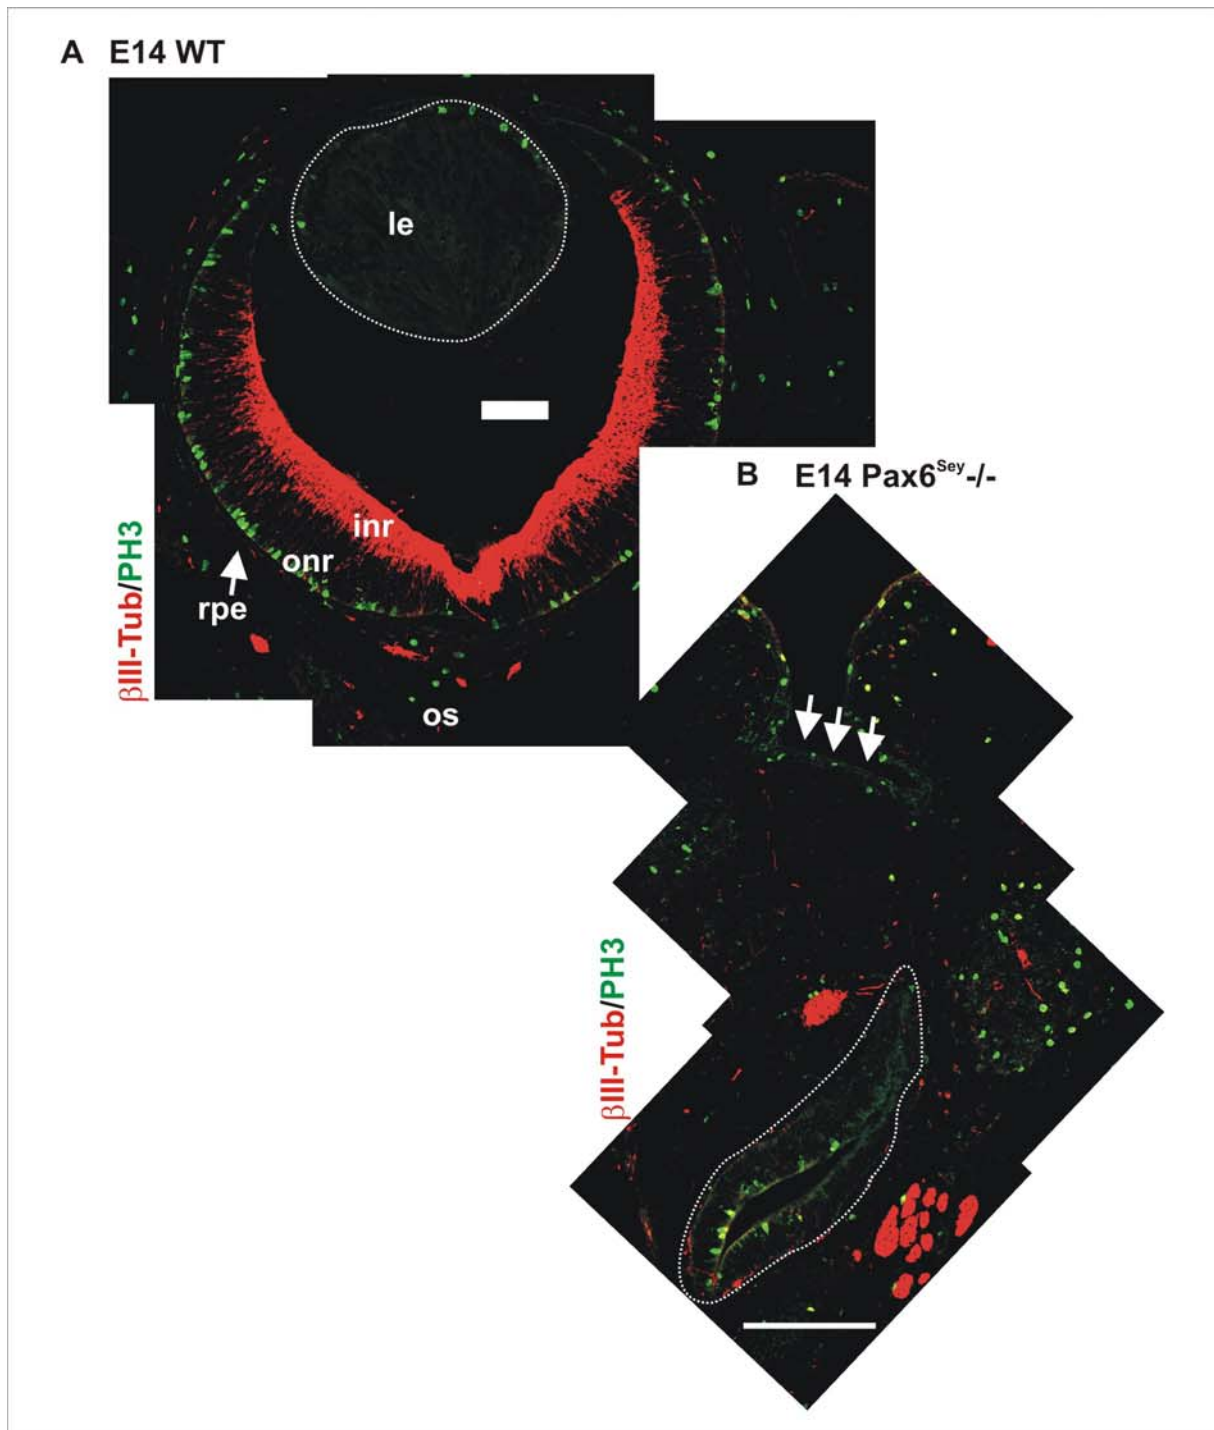 A E14 WT
le
inr
onr
rpe
os
βIII-Tub/PH3
B E14 Pax6Sey-/-
βIII-Tub/PH3